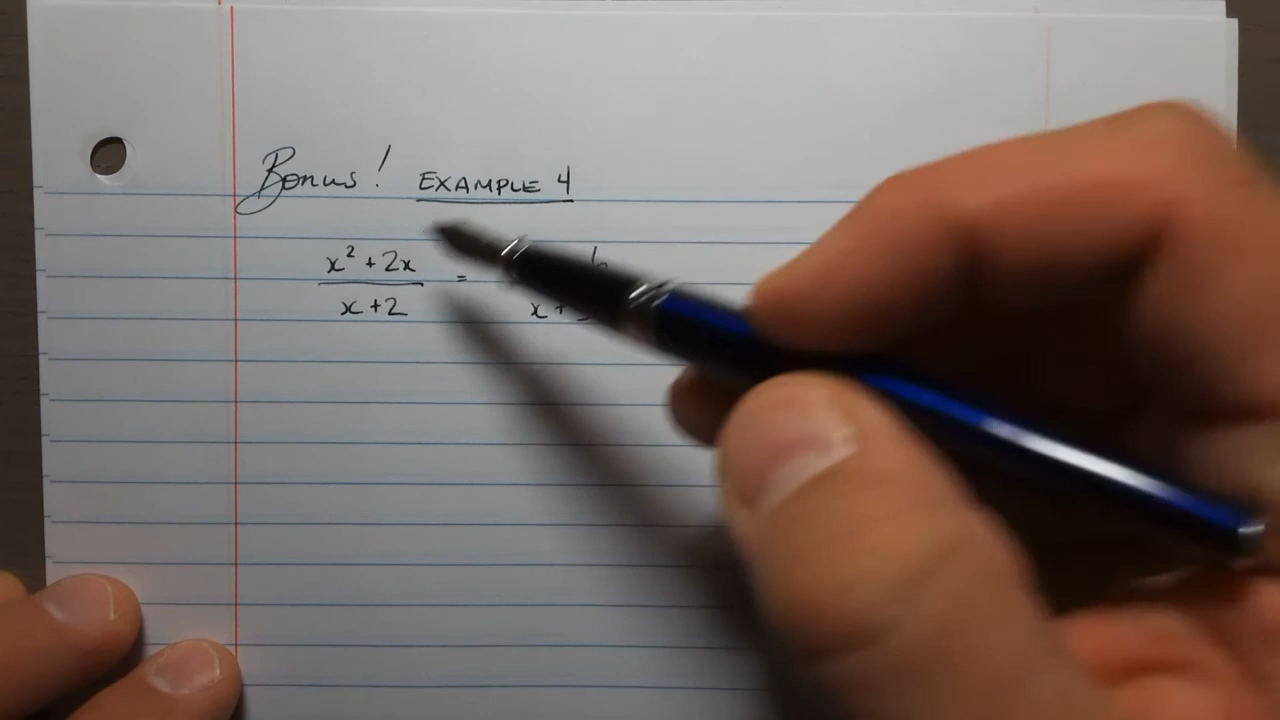 Bonus! EXAMPLE 4
x² + 2x
x + 2
=
x +